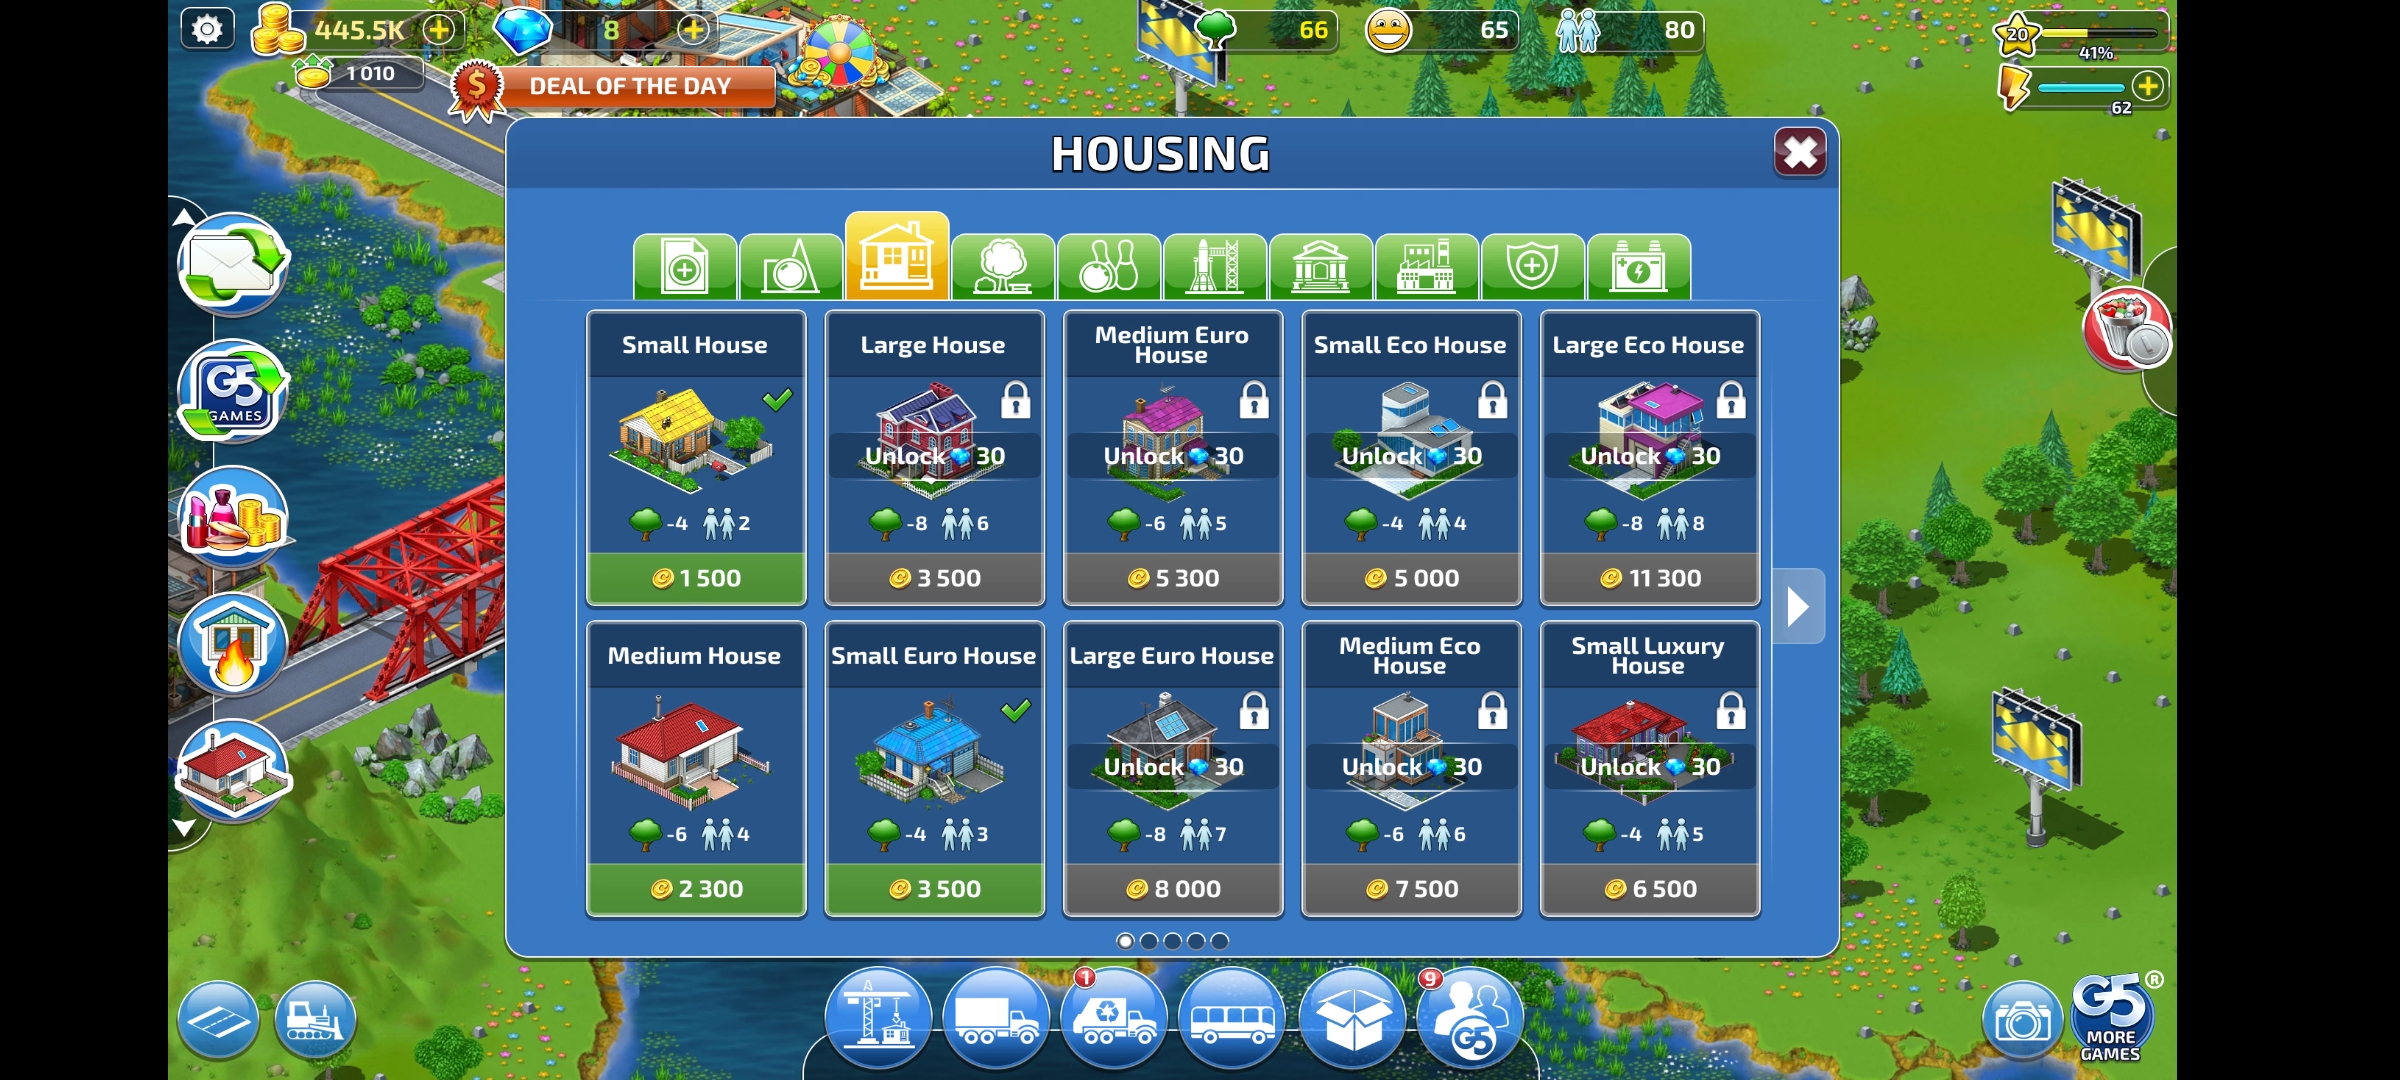 445.5K
8
66
65
80
20
41%
1 010
DEAL OF THE DAY
62
HOUSING
G5
GAMES
Small House
Large House
Medium Euro
House
Small Eco House
Large Eco House
Unlock 30
Unlock 30
Unlock 30
Unlock 30
-4 2
-8 6
-6 5
-4 4
-8 8
1 500
3 500
5 300
5 000
11 300
Medium House
Small Euro House
Large Euro House
Medium Eco
House
Small Luxury
House
Unlock 30
Unlock 30
Unlock 30
-6 4
-4 3
-8 7
-6 6
-4 5
2 300
3 500
8 000
7 500
6 500
1
9
G5
G5®
MORE
GAMES